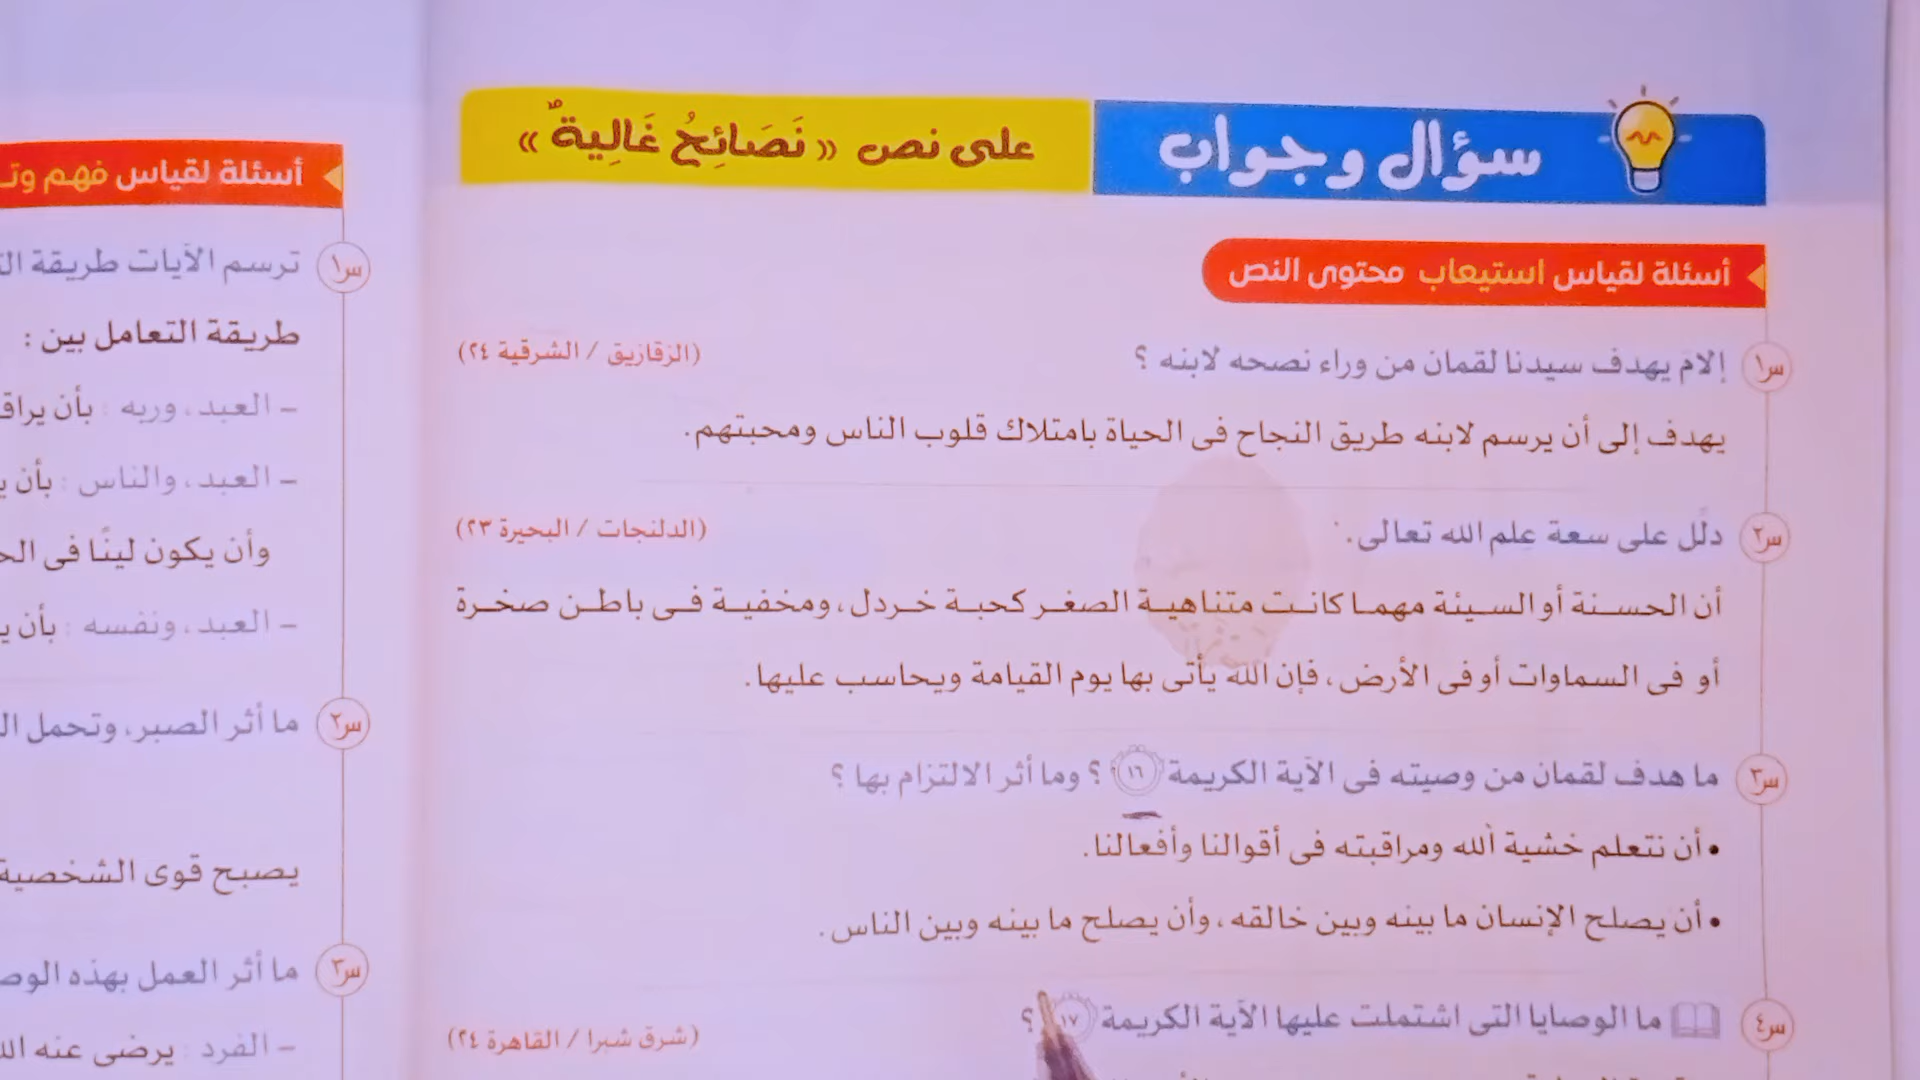 سؤال وجواب على نص « نَصَائِحُ غَالِيةٌ »
أسئلة لقياس استيعاب محتوى النص
س١ إلام يهدف سيدنا لقمان من وراء نصحه لابنه ؟ (الزقازيق / الشرقية ٢٤)
يهدف إلى أن يرسم لابنه طريق النجاح فى الحياة بامتلاك قلوب الناس ومحبتهم.
س٢ دلِّل على سعة عِلم الله تعالى. (الدلنجات / البحيرة ٢٣)
أن الحسنة أو السيئة مهما كانت متناهية الصغر كحبة خردل، ومخفية فى باطن صخرة
أو فى السماوات أو فى الأرض، فإن الله يأتى بها يوم القيامة ويحاسب عليها.
س٣ ما هدف لقمان من وصيته فى الآية الكريمة ١٦ ؟ وما أثر الالتزام بها ؟
• أن نتعلم خشية الله ومراقبته فى أقوالنا وأفعالنا.
• أن يصلح الإنسان ما بينه وبين خالقه، وأن يصلح ما بينه وبين الناس.
س٤ ما الوصايا التى اشتملت عليها الآية الكريمة ١٧ ؟ (شرق شبرا / القاهرة ٢٤)
أسئلة لقياس فهم
س١ ترسم الآيات طريقة
طريقة التعامل بين :
– العبد، وربه : بأن
– العبد، والناس : بأن
وأن يكون لينًا فى
– العبد، ونفسه : بأن
س٢ ما أثر الصبر، وتحمل
يصبح قوى الشخصية
س٣ ما أثر العمل بهذه
– الفرد : يرضى عنه